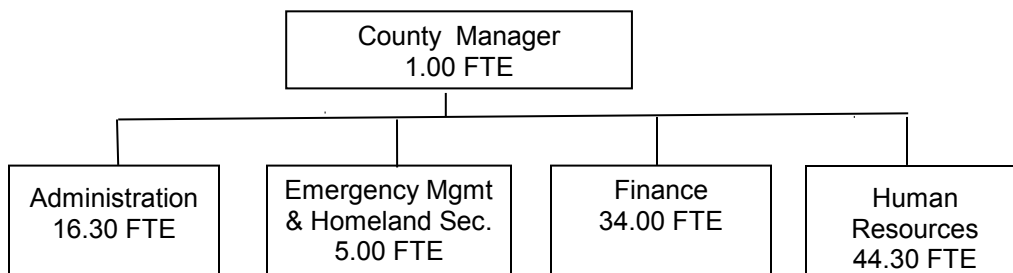 County Manager
1.00 FTE
Administration
16.30 FTE
Emergency Mgmt
& Homeland Sec.
5.00 FTE
Finance
34.00 FTE
Human
Resources
44.30 FTE